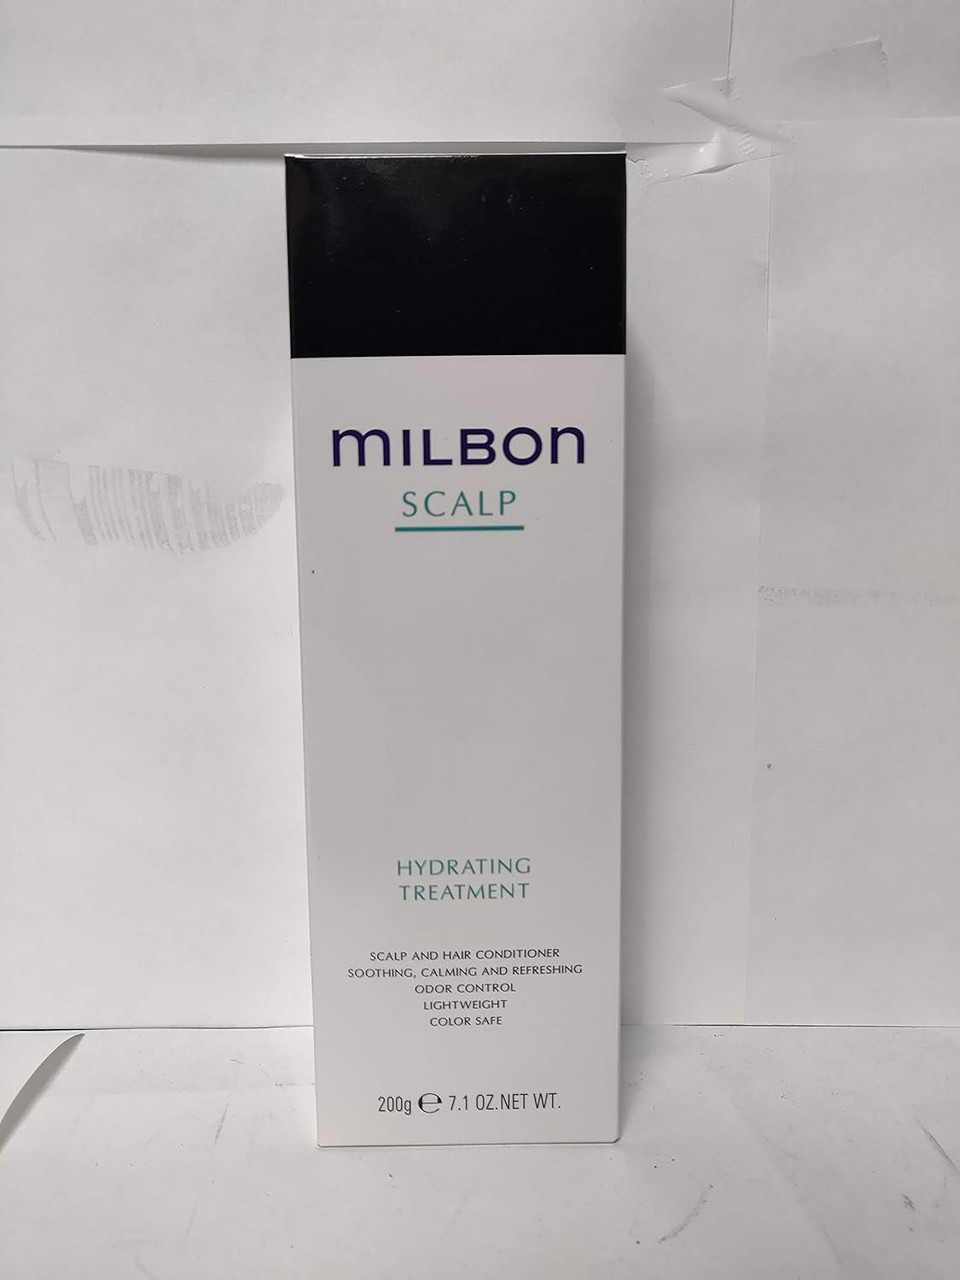 mILBOn
SCALP
HYDRATING
TREATMENT
SCALP AND HAIR CONDITIONER
SOOTHING, CALMING AND REFRESHING
ODOR CONTROL
LIGHTWEIGHT
COLOR SAFE
200g ℮ 7.1 OZ.NET WT.